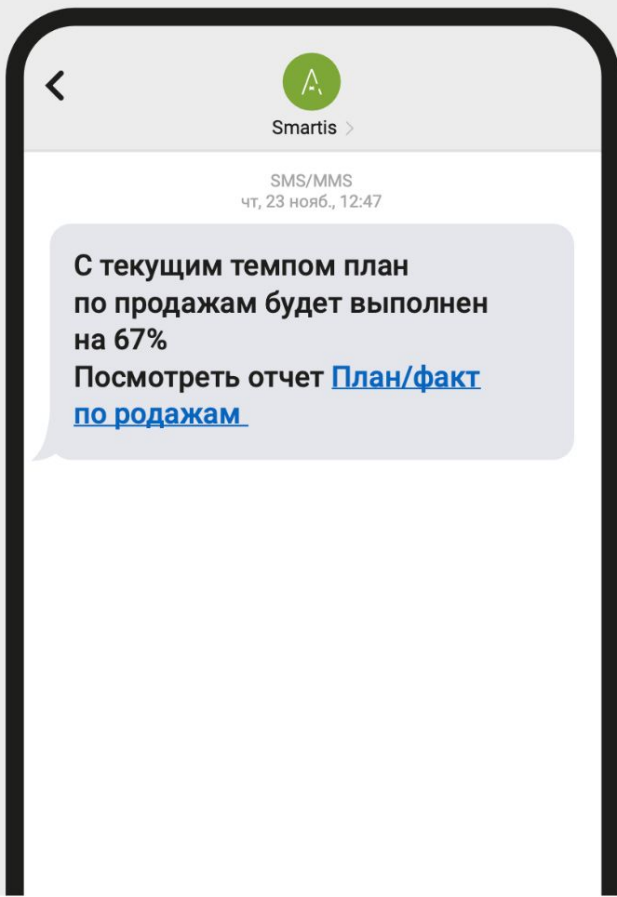 Smartis
SMS/MMS
чт, 23 нояб., 12:47
С текущим темпом план
по продажам будет выполнен
на 67%
Посмотреть отчет План/факт
по родажам